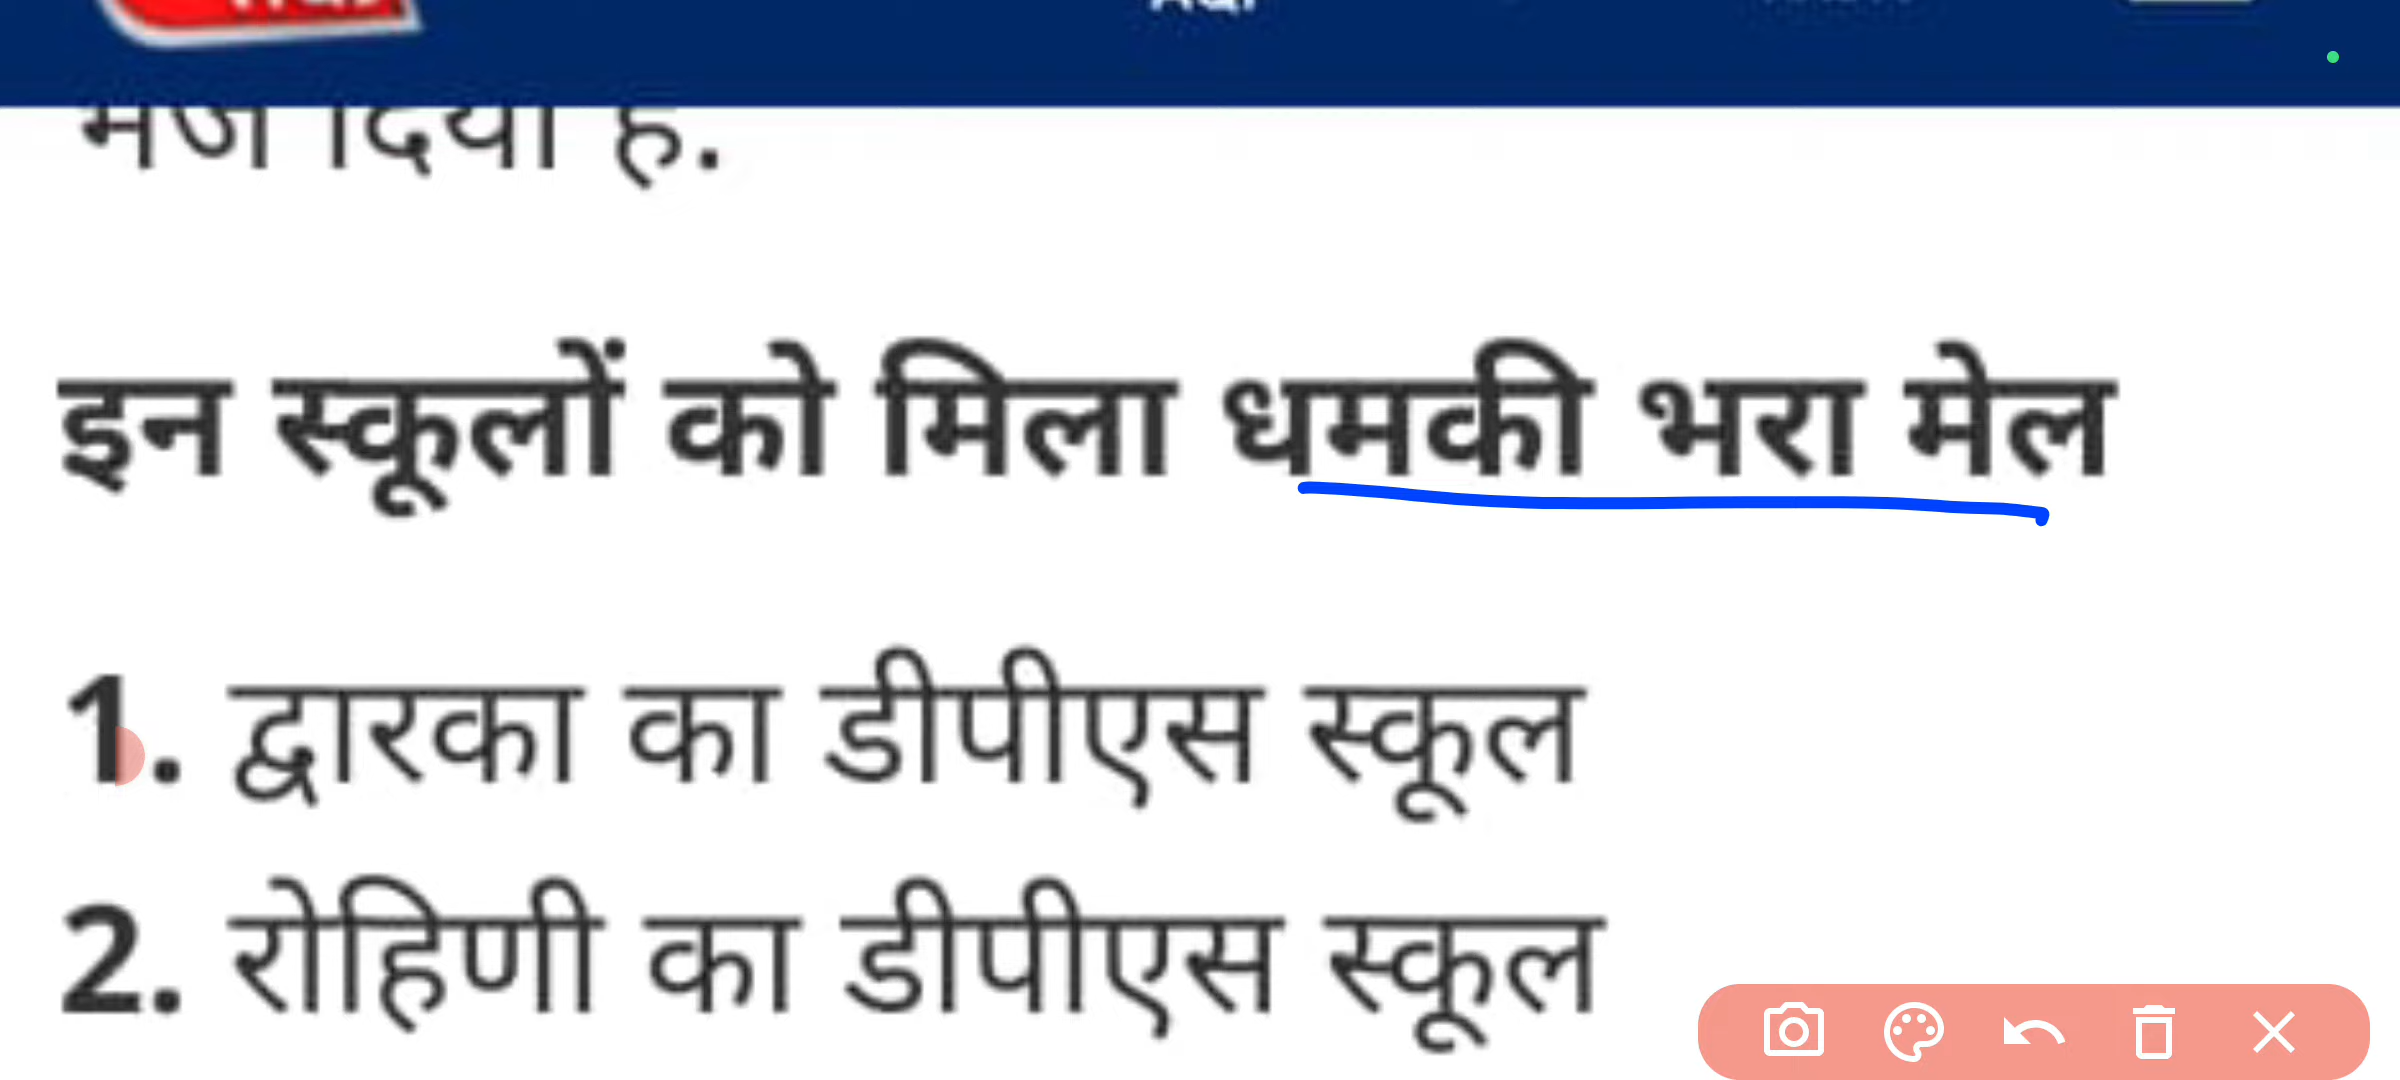 दिया है.
इन स्कूलों को मिला धमकी भरा मेल
1. द्वारका का डीपीएस स्कूल
2. रोहिणी का डीपीएस स्कूल